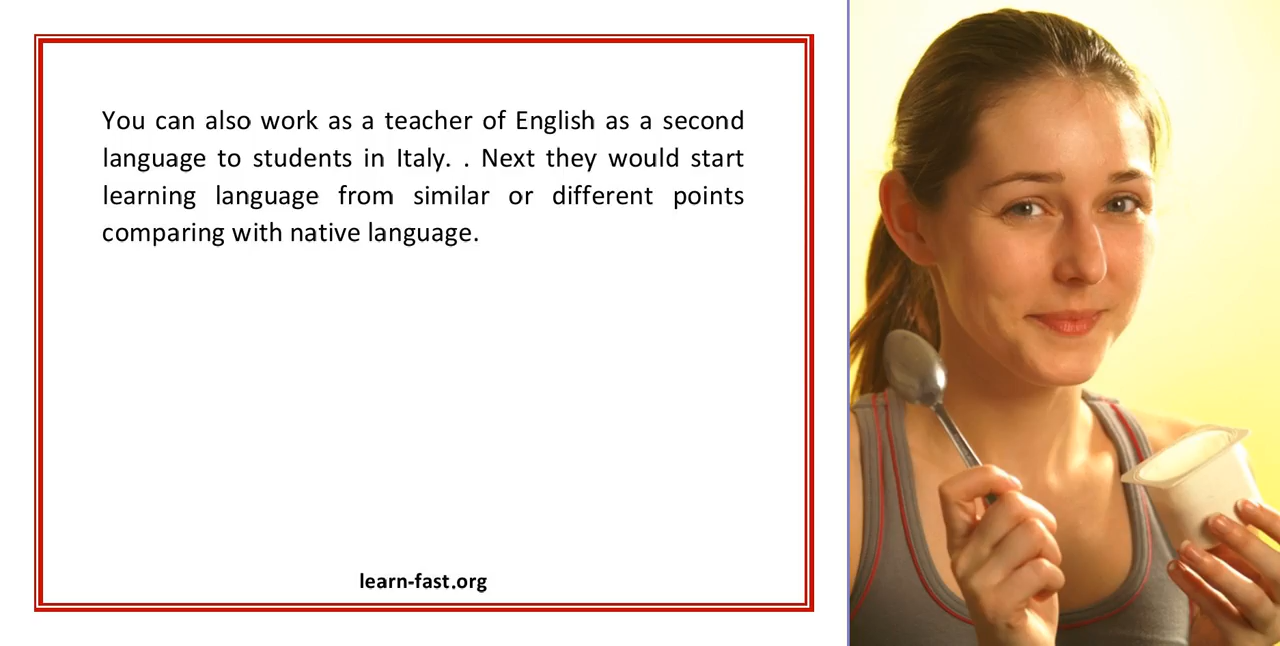 You can also work as a teacher of English as a second
language to students in Italy. . Next they would start
learning language from similar or different points
comparing with native language.
learn-fast.org